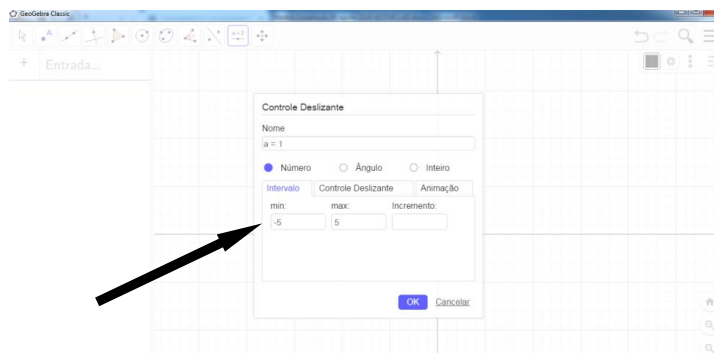 GeoGebra Classic
Entrada...
Controle Deslizante
Nome
a = 1
Número Ângulo Inteiro
Intervalo Controle Deslizante Animação
min: max: Incremento:
-5 5
OK Cancelar